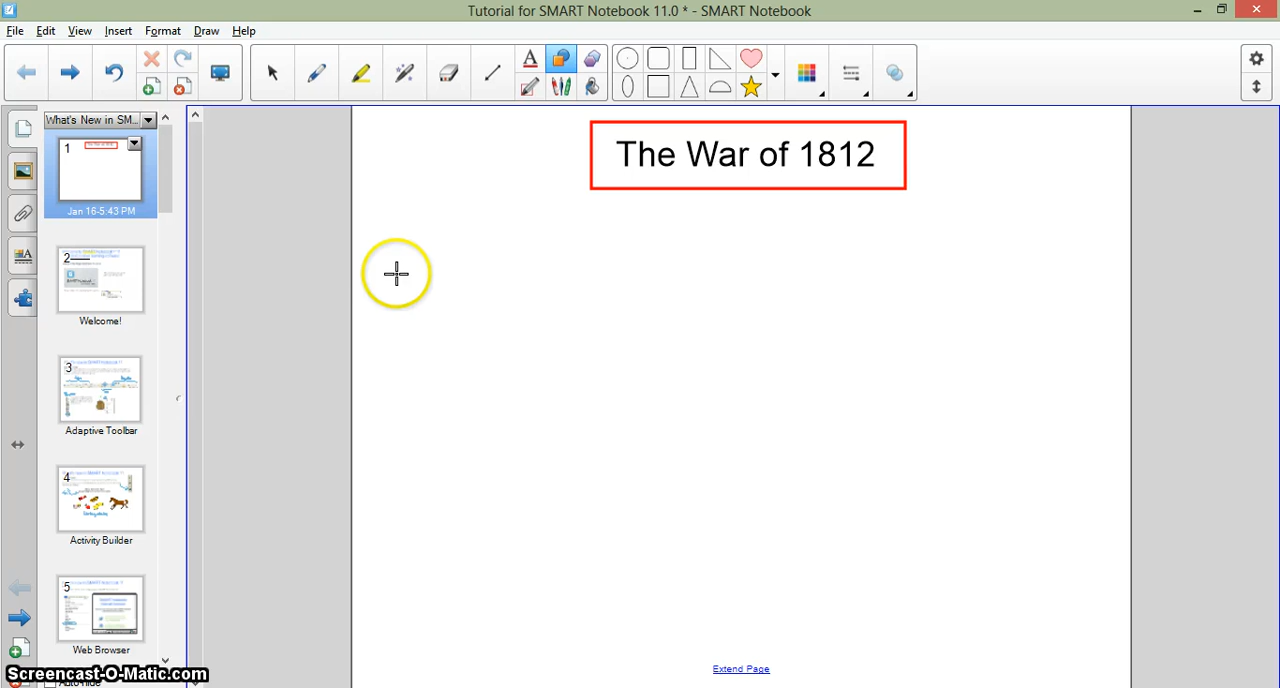 Tutorial for SMART Notebook 11.0 * - SMART Notebook
File Edit View Insert Format Draw Help
What's New in SM...
The War of 1812
1
Jan 16-5:43 PM
2
Welcome!
3
Adaptive Toolbar
4
Activity Builder
5
Web Browser
Extend Page
Screencast-O-Matic.com
Auto-hide